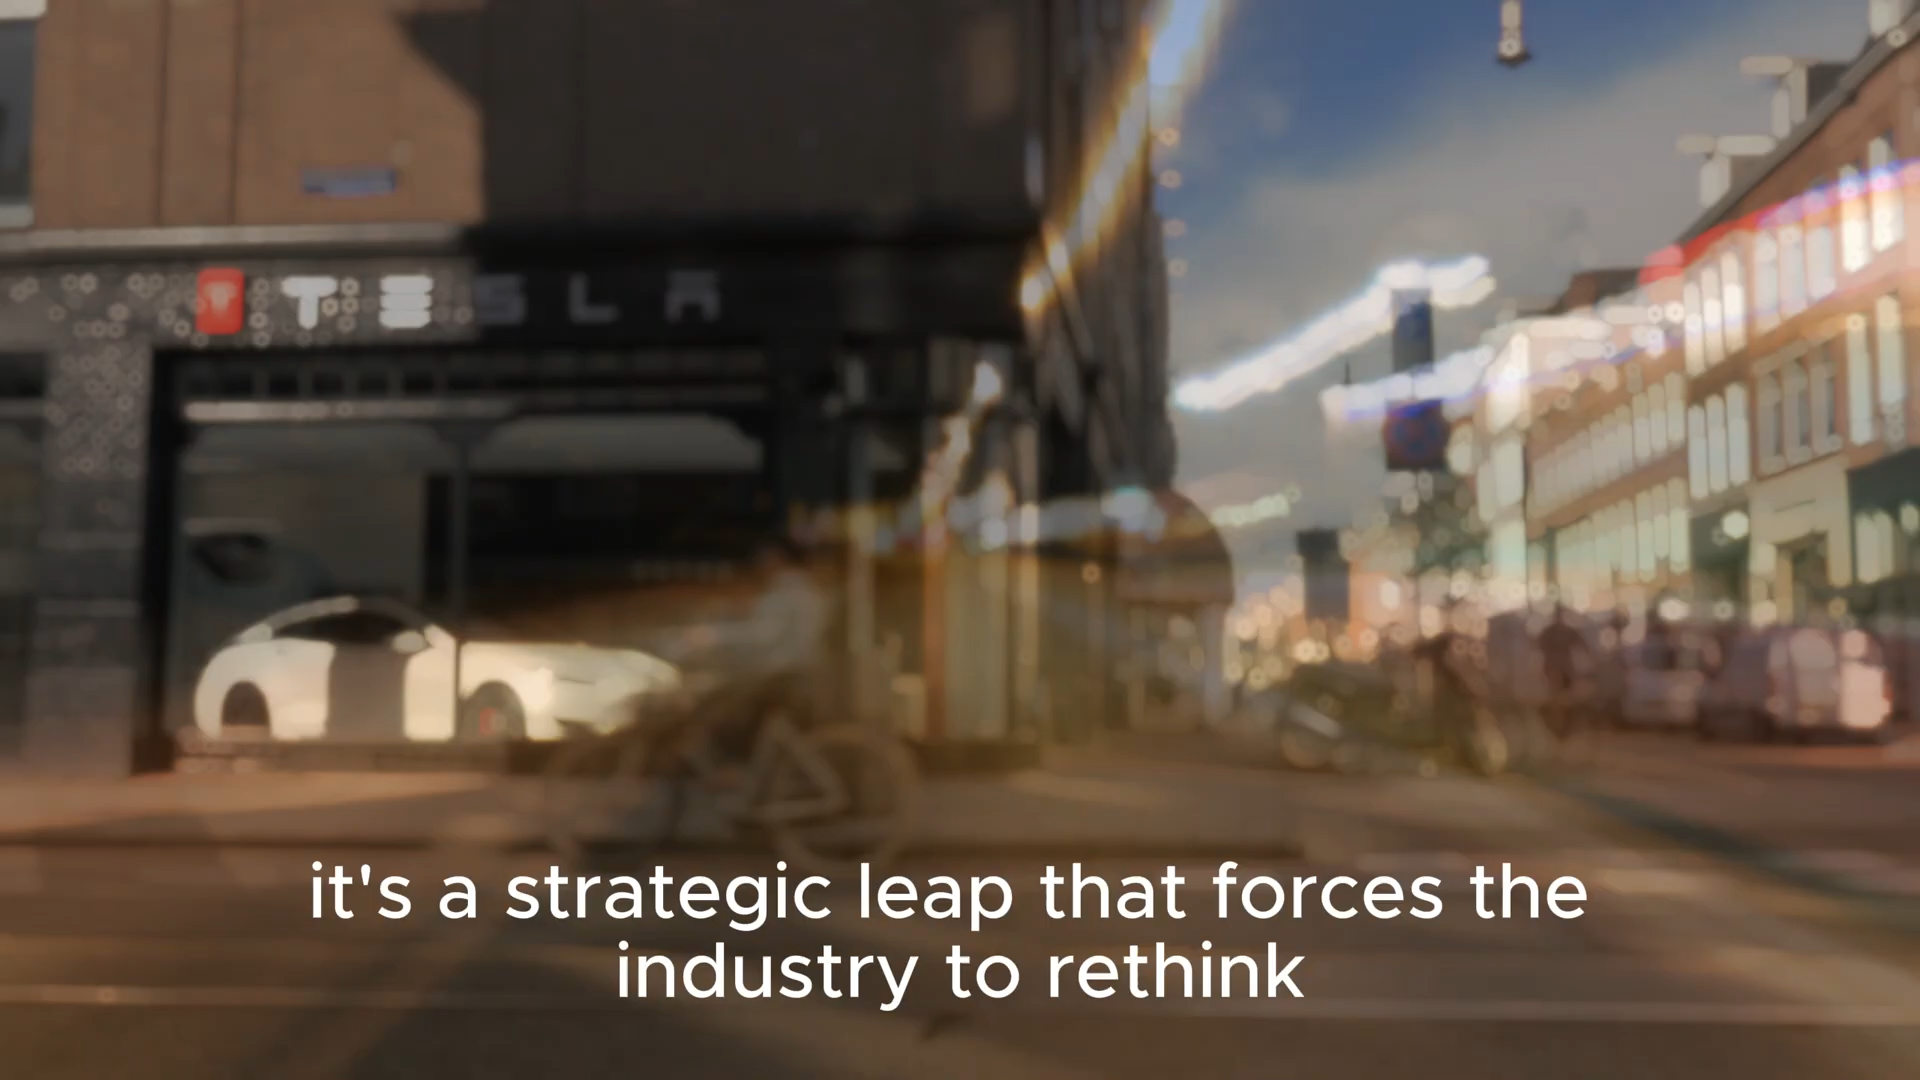 TESLA
it's a strategic leap that forces the
industry to rethink